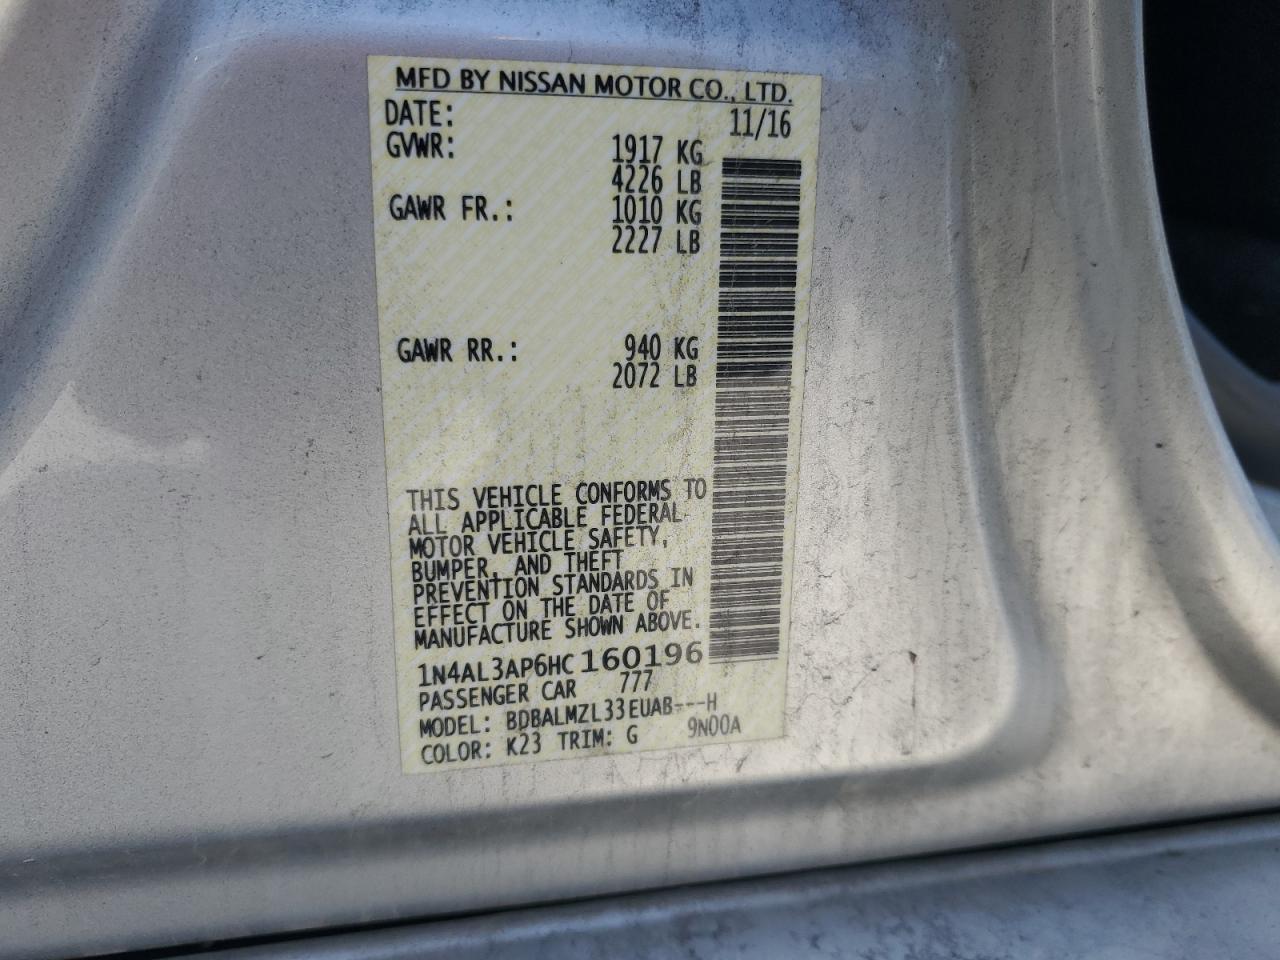 MFD BY NISSAN MOTOR CO., LTD.
DATE: 11/16
GVWR: 1917 KG
4226 LB
GAWR FR.: 1010 KG
2227 LB
GAWR RR.: 940 KG
2072 LB
THIS VEHICLE CONFORMS TO
ALL APPLICABLE FEDERAL
MOTOR VEHICLE SAFETY,
BUMPER, AND THEFT
PREVENTION STANDARDS IN
EFFECT ON THE DATE OF
MANUFACTURE SHOWN ABOVE.
1N4AL3AP6HC160196
PASSENGER CAR 777
MODEL: BDBALMZL33EUAB---H
COLOR: K23 TRIM: G 9N00A